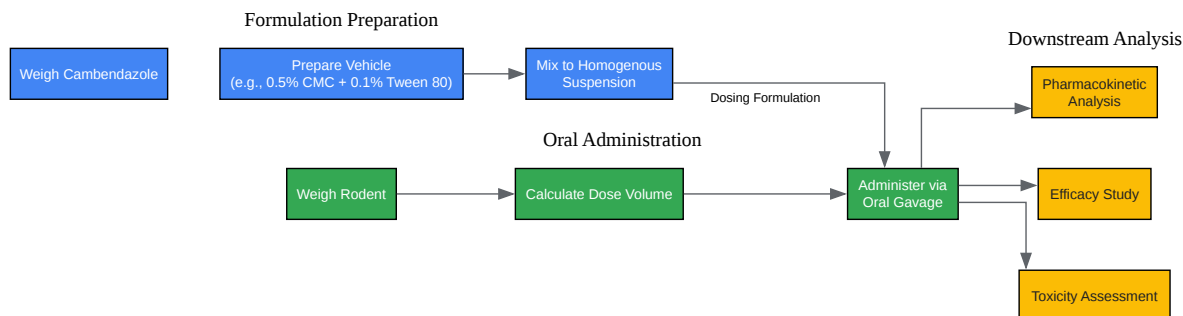 Formulation Preparation
Weigh Cambendazole
Prepare Vehicle
(e.g., 0.5% CMC + 0.1% Tween 80)
Mix to Homogenous
Suspension
Dosing Formulation
Oral Administration
Weigh Rodent
Calculate Dose Volume
Administer via
Oral Gavage
Downstream Analysis
Pharmacokinetic
Analysis
Efficacy Study
Toxicity Assessment